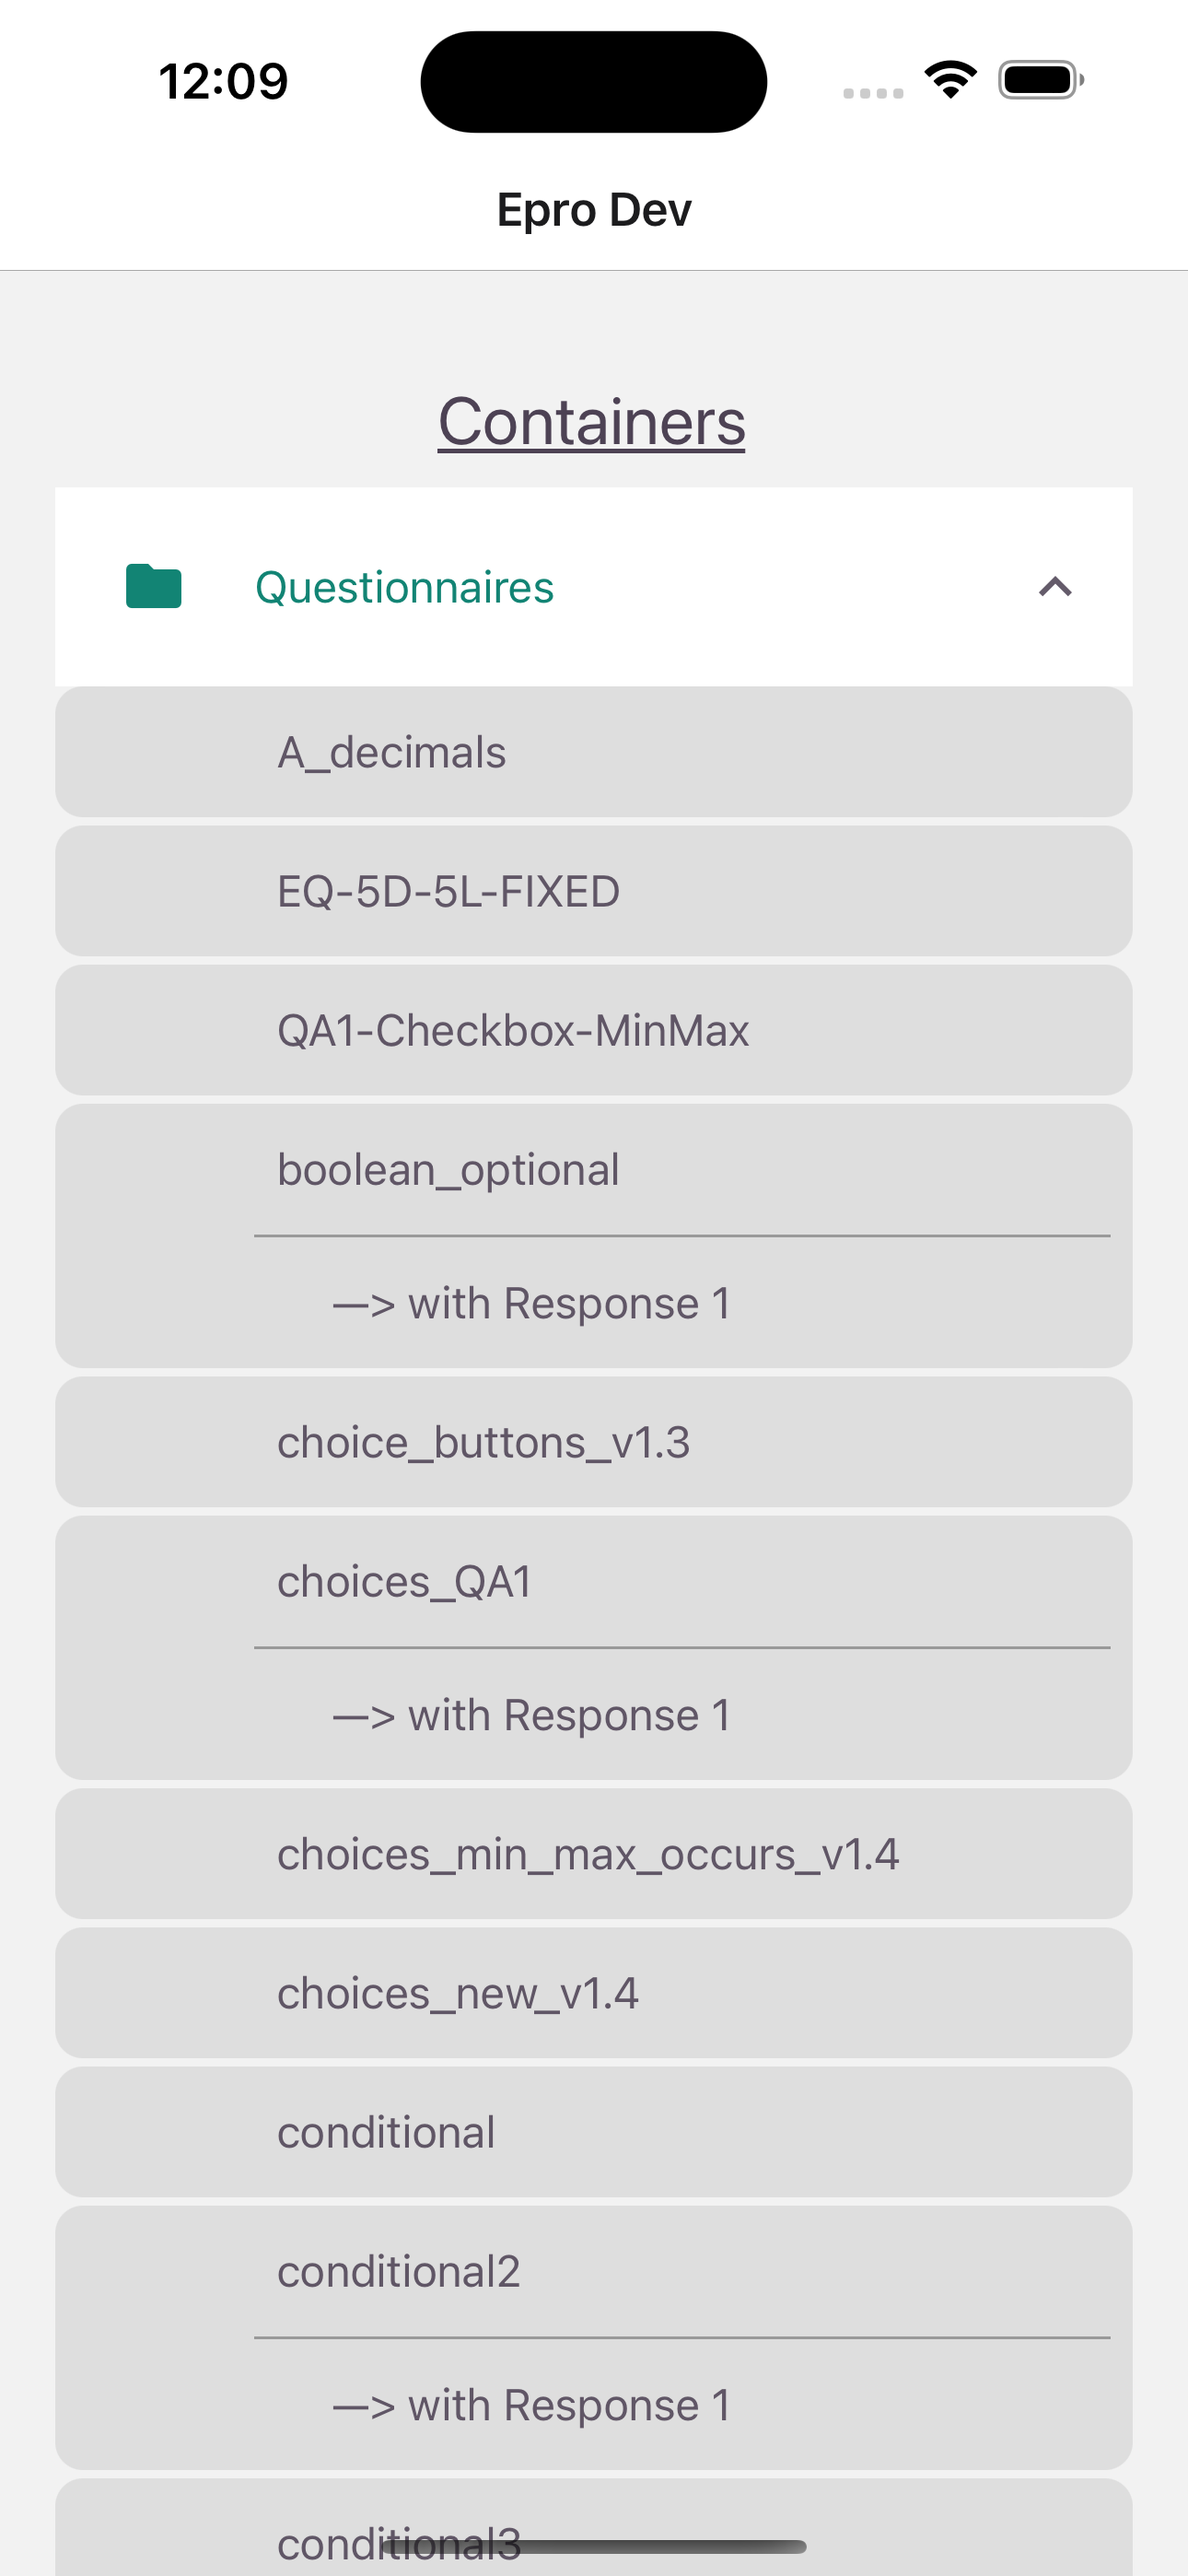 12:09
Epro Dev
Containers
Questionnaires
A_decimals
EQ-5D-5L-FIXED
QA1-Checkbox-MinMax
boolean_optional
—> with Response 1
choice_buttons_v1.3
choices_QA1
—> with Response 1
choices_min_max_occurs_v1.4
choices_new_v1.4
conditional
conditional2
—> with Response 1
conditional3